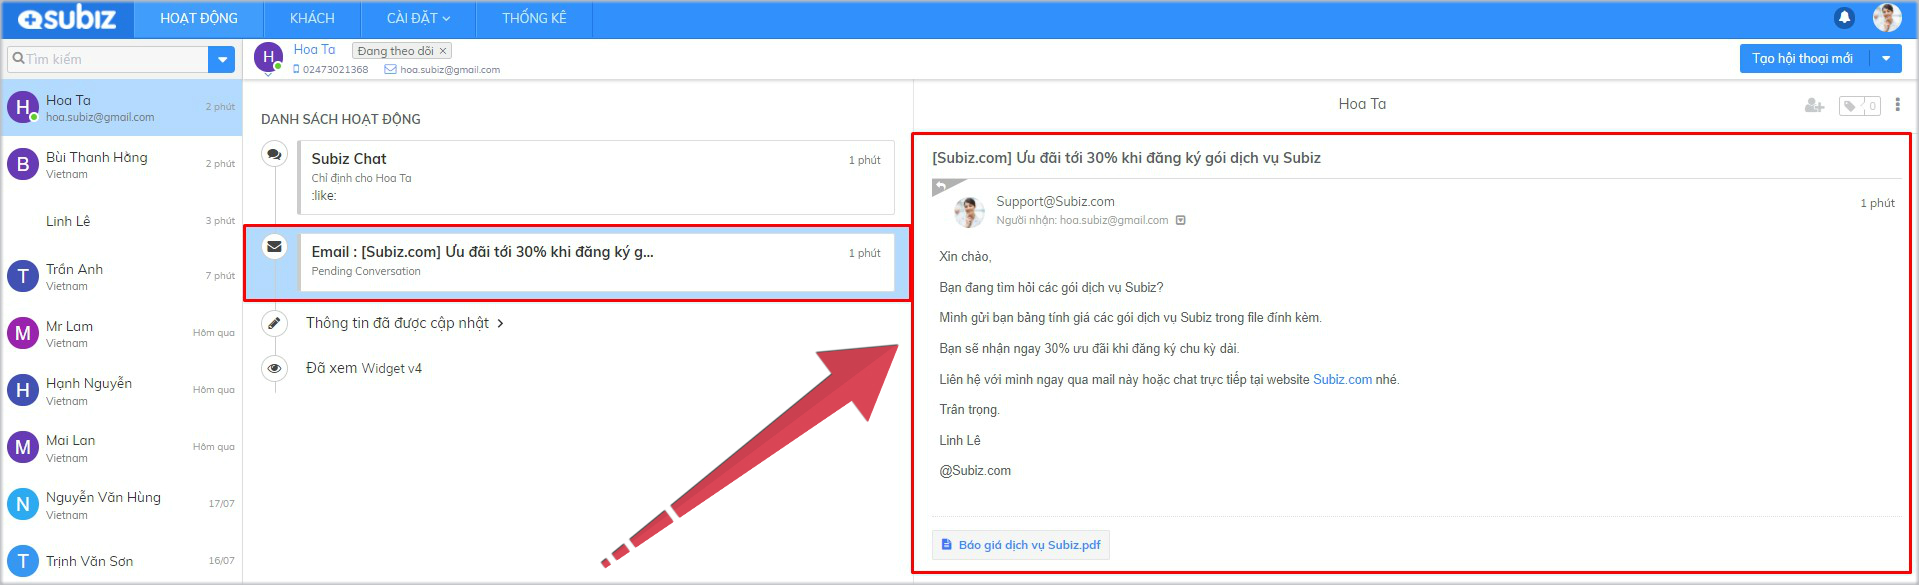 subiz
HOẠT ĐỘNG
KHÁCH
CÀI ĐẶT
THỐNG KÊ
Tìm kiếm
H
Hoa Ta
Đang theo dõi ×
02473021368
hoa.subiz@gmail.com
Tạo hội thoại mới
H
Hoa Ta
2 phút
hoa.subiz@gmail.com
B
Bùi Thanh Hằng
2 phút
Vietnam
Linh Lê
3 phút
T
Trần Anh
7 phút
Vietnam
M
Mr Lam
Hôm qua
Vietnam
H
Hạnh Nguyễn
Hôm qua
Vietnam
M
Mai Lan
Hôm qua
Vietnam
N
Nguyễn Văn Hùng
17/07
Vietnam
T
Trịnh Văn Sơn
16/07
DANH SÁCH HOẠT ĐỘNG
Subiz Chat
1 phút
Chỉ định cho Hoa Ta
:like:
Email : [Subiz.com] Ưu đãi tới 30% khi đăng ký g...
1 phút
Pending Conversation
Thông tin đã được cập nhật
Đã xem Widget v4
Hoa Ta
0
[Subiz.com] Ưu đãi tới 30% khi đăng ký gói dịch vụ Subiz
Support@Subiz.com
1 phút
Người nhận: hoa.subiz@gmail.com
Xin chào,
Bạn đang tìm hỏi các gói dịch vụ Subiz?
Mình gửi bạn bảng tính giá các gói dịch vụ Subiz trong file đính kèm.
Bạn sẽ nhận ngay 30% ưu đãi khi đăng ký chu kỳ dài.
Liên hệ với mình ngay qua mail này hoặc chat trực tiếp tại website Subiz.com nhé.
Trân trọng.
Linh Lê
@Subiz.com
Báo giá dịch vụ Subiz.pdf